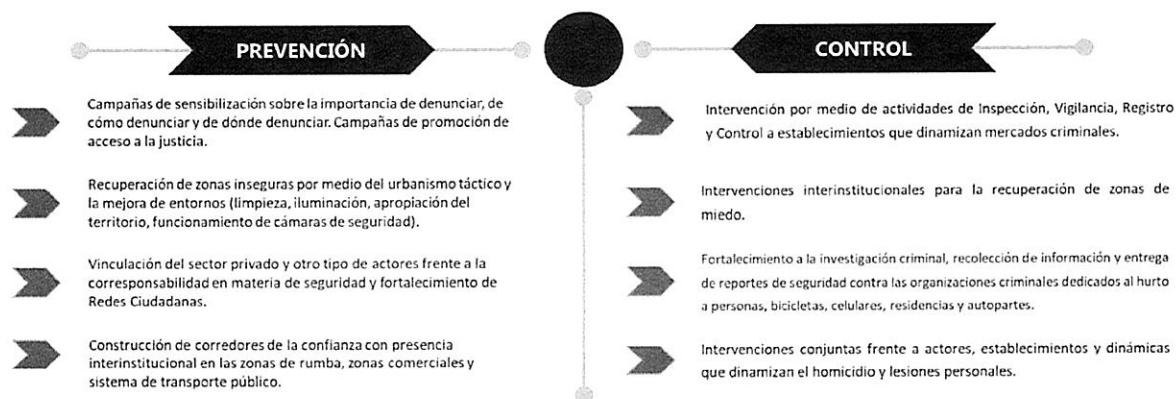 PREVENCIÓN
Campañas de sensibilización sobre la importancia de denunciar, de
cómo denunciar y de dónde denunciar. Campañas de promoción de
acceso a la justicia.
Recuperación de zonas inseguras por medio del urbanismo táctico y
la mejora de entornos (limpieza, iluminación, apropiación del
territorio, funcionamiento de cámaras de seguridad).
Vinculación del sector privado y otro tipo de actores frente a la
corresponsabilidad en materia de seguridad y fortalecimiento de
Redes Ciudadanas.
Construcción de corredores de la confianza con presencia
interinstitucional en las zonas de rumba, zonas comerciales y
sistema de transporte público.
CONTROL
Intervención por medio de actividades de Inspección, Vigilancia, Registro
y Control a establecimientos que dinamizan mercados criminales.
Intervenciones interinstitucionales para la recuperación de zonas de
miedo.
Fortalecimiento a la investigación criminal, recolección de información y entrega
de reportes de seguridad contra las organizaciones criminales dedicados al hurto
a personas, bicicletas, celulares, residencias y autopartes.
Intervenciones conjuntas frente a actores, establecimientos y dinámicas
que dinamizan el homicidio y lesiones personales.